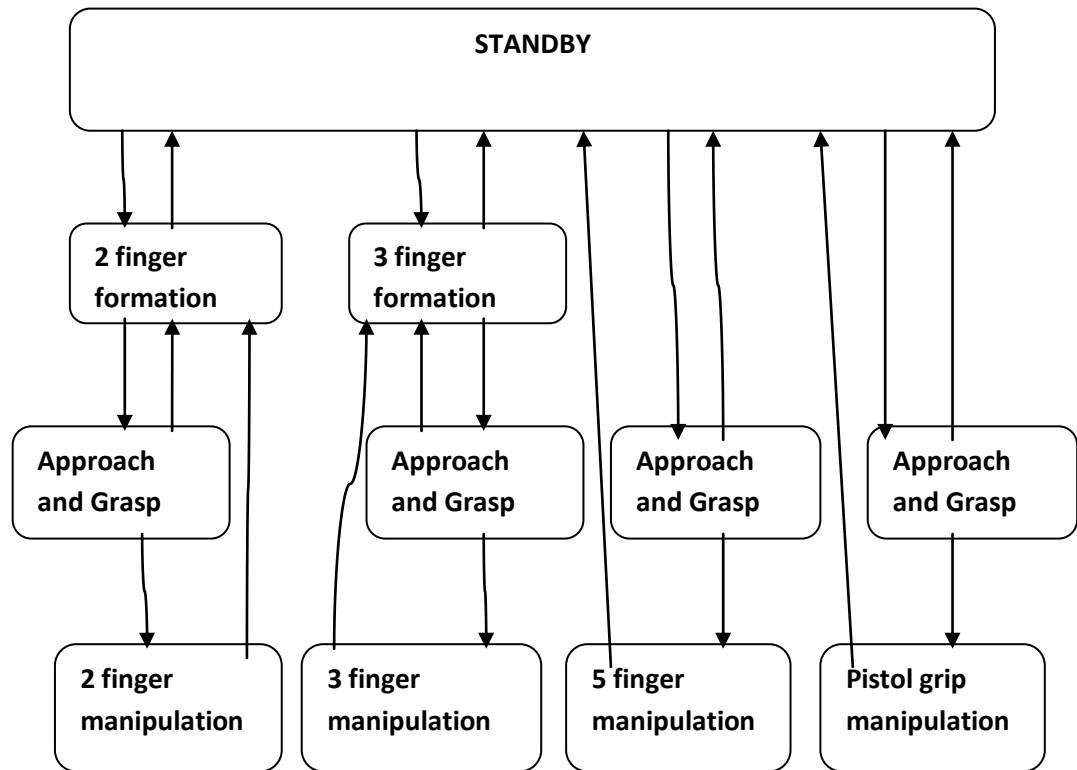 STANDBY
2 finger
formation
3 finger
formation
Approach
and Grasp
Approach
and Grasp
Approach
and Grasp
Approach
and Grasp
2 finger
manipulation
3 finger
manipulation
5 finger
manipulation
Pistol grip
manipulation